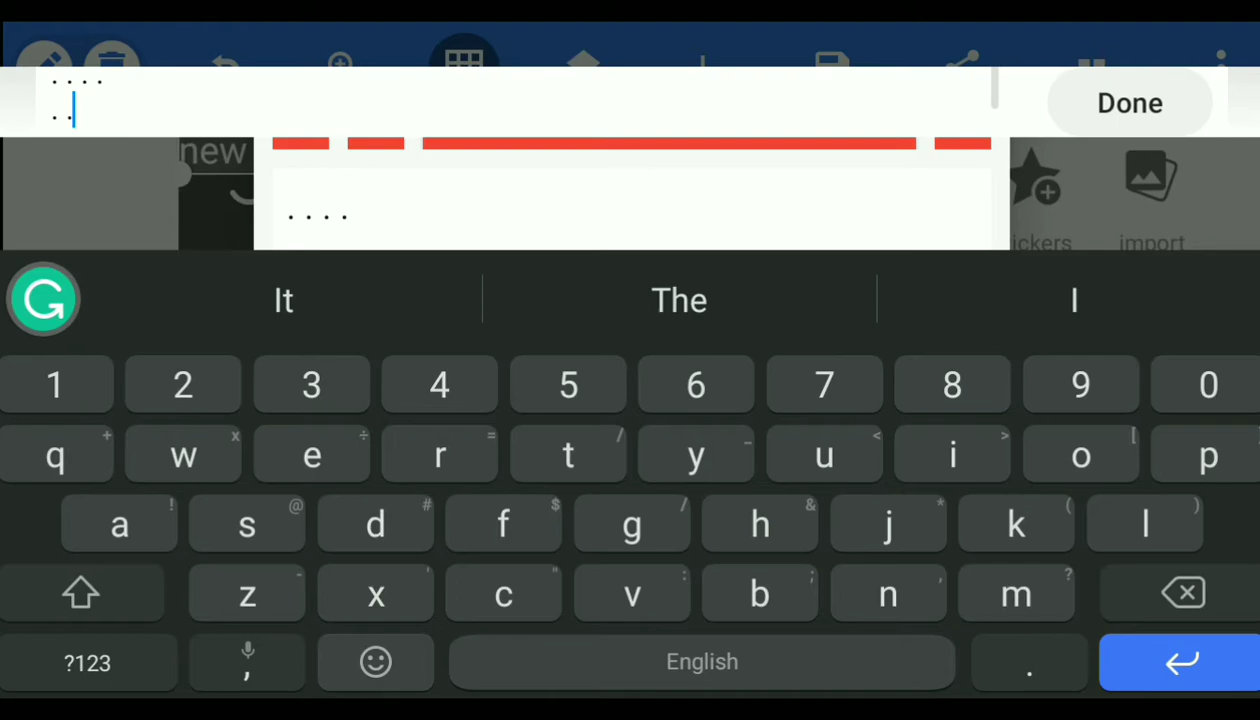 . . . .
. .
Done
new
. . . .
ickers
import
It
The
I
1 2 3 4 5 6 7 8 9 0
q + w x e ÷ r = t / y _ u < i > o [ p
a ! s @ d # f $ g / h & j * k ( l )
z - x ' c " v : b ; n , m ?
?123 , English .